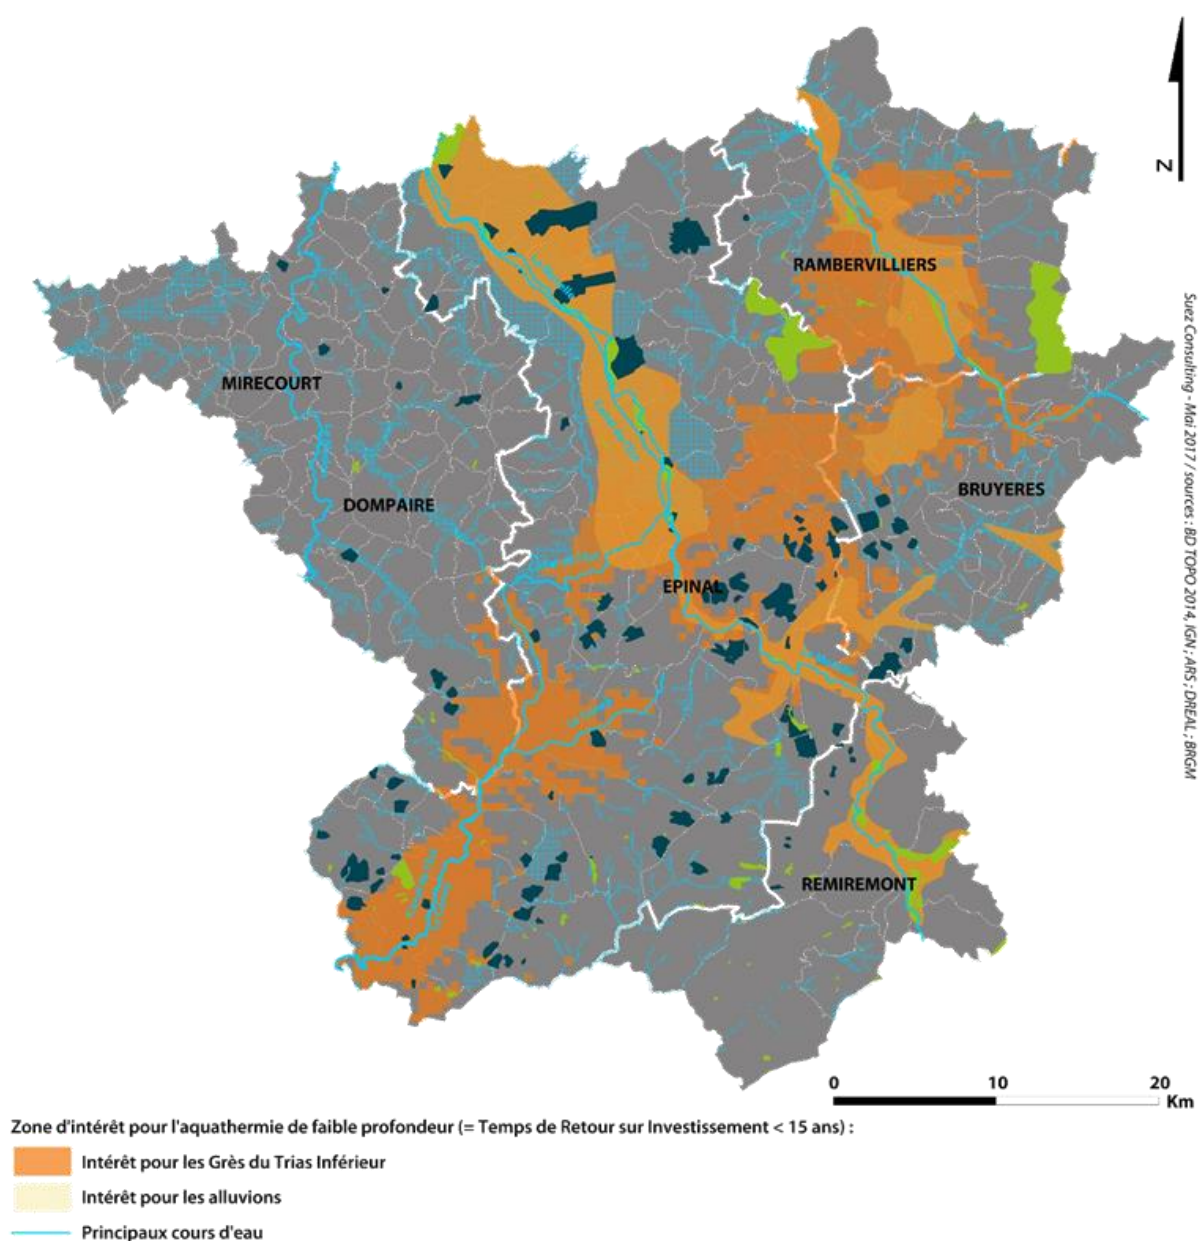 N
RAMBERVILLIERS
MIRECOURT
BRUYERES
DOMPAIRE
EPINAL
REMIREMONT
Suez Consulting - Mai 2017 / sources : BD TOPO 2014, IGN ; ARS ; DREAL ; BRGM
0 10 20
Km
Zone d'intérêt pour l'aquathermie de faible profondeur (= Temps de Retour sur Investissement < 15 ans) :
Intérêt pour les Grès du Trias Inférieur
Intérêt pour les alluvions
Principaux cours d'eau